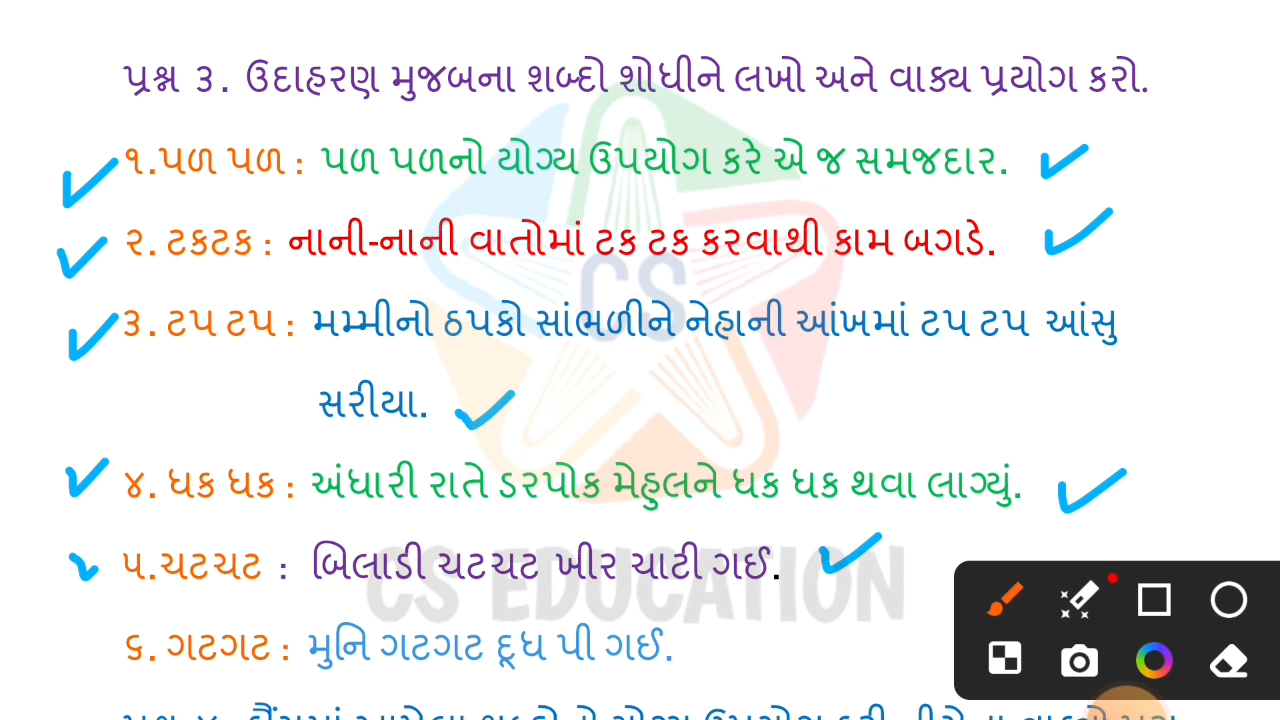 પ્રશ્ન ૩. ઉદાહરણ મુજબના શબ્દો શોધીને લખો અને વાક્ય પ્રયોગ કરો.
૧.પળ પળ : પળ પળનો યોગ્ય ઉપયોગ કરે એ જ સમજદાર.
૨. ટકટક : નાની-નાની વાતોમાં ટક ટક કરવાથી કામ બગડે.
૩. ટપ ટપ : મમ્મીનો ઠપકો સાંભળીને નેહાની આંખમાં ટપ ટપ આંસુ
સરીયા.
૪. ધક ધક : અંધારી રાતે ડરપોક મેહુલને ધક ધક થવા લાગ્યું.
૫.ચટચટ : બિલાડી ચટચટ ખીર ચાટી ગઈ.
૬. ગટગટ : મુનિ ગટગટ દૂધ પી ગઈ.
CS
CS EDUCATION